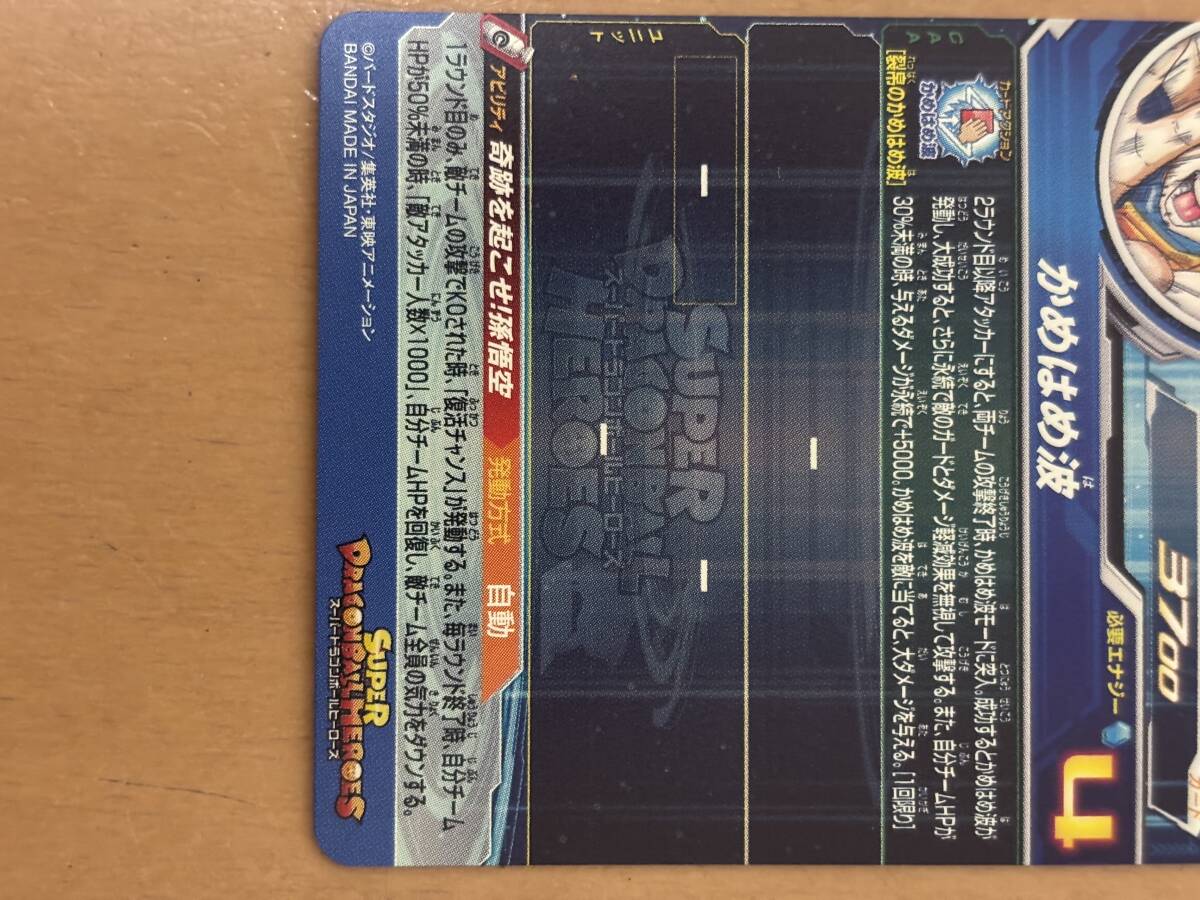 3700
かめはめ波
必要エナジー
4
CAA
カードアクション
かめはめ波
[裂帛のかめはめ波]
2ラウンド目以降アタッカーにすると、両チームの攻撃終了時、かめはめ波モードに突入。成功するとかめはめ波が
発動し、大成功すると、さらに永続で敵のガードとダメージ軽減効果を無視して攻撃する。また、自分チームHPが
30%未満の時、与えるダメージが永続で+5000。かめはめ波を敵に当てると、大ダメージを与える。[1回限り]
ユニット
SUPER
DRAGONBALL
スーパードラゴンボールヒーローズ
HEROES
アビリティ 奇跡を起こせ!孫悟空 発動方式 自動
1ラウンド目のみ、敵チームの攻撃でKOされた時、「復活チャンス」が発動する。また、毎ラウンド終了時、自分チーム
HPが50%未満の時、「敵アタッカー人数×1000」、自分チームHPを回復し、敵チーム全員の気力をダウンする。
©バードスタジオ/集英社・東映アニメーション
BANDAI MADE IN JAPAN
SUPER
DRAGONBALL HEROES
スーパードラゴンボールヒーローズ